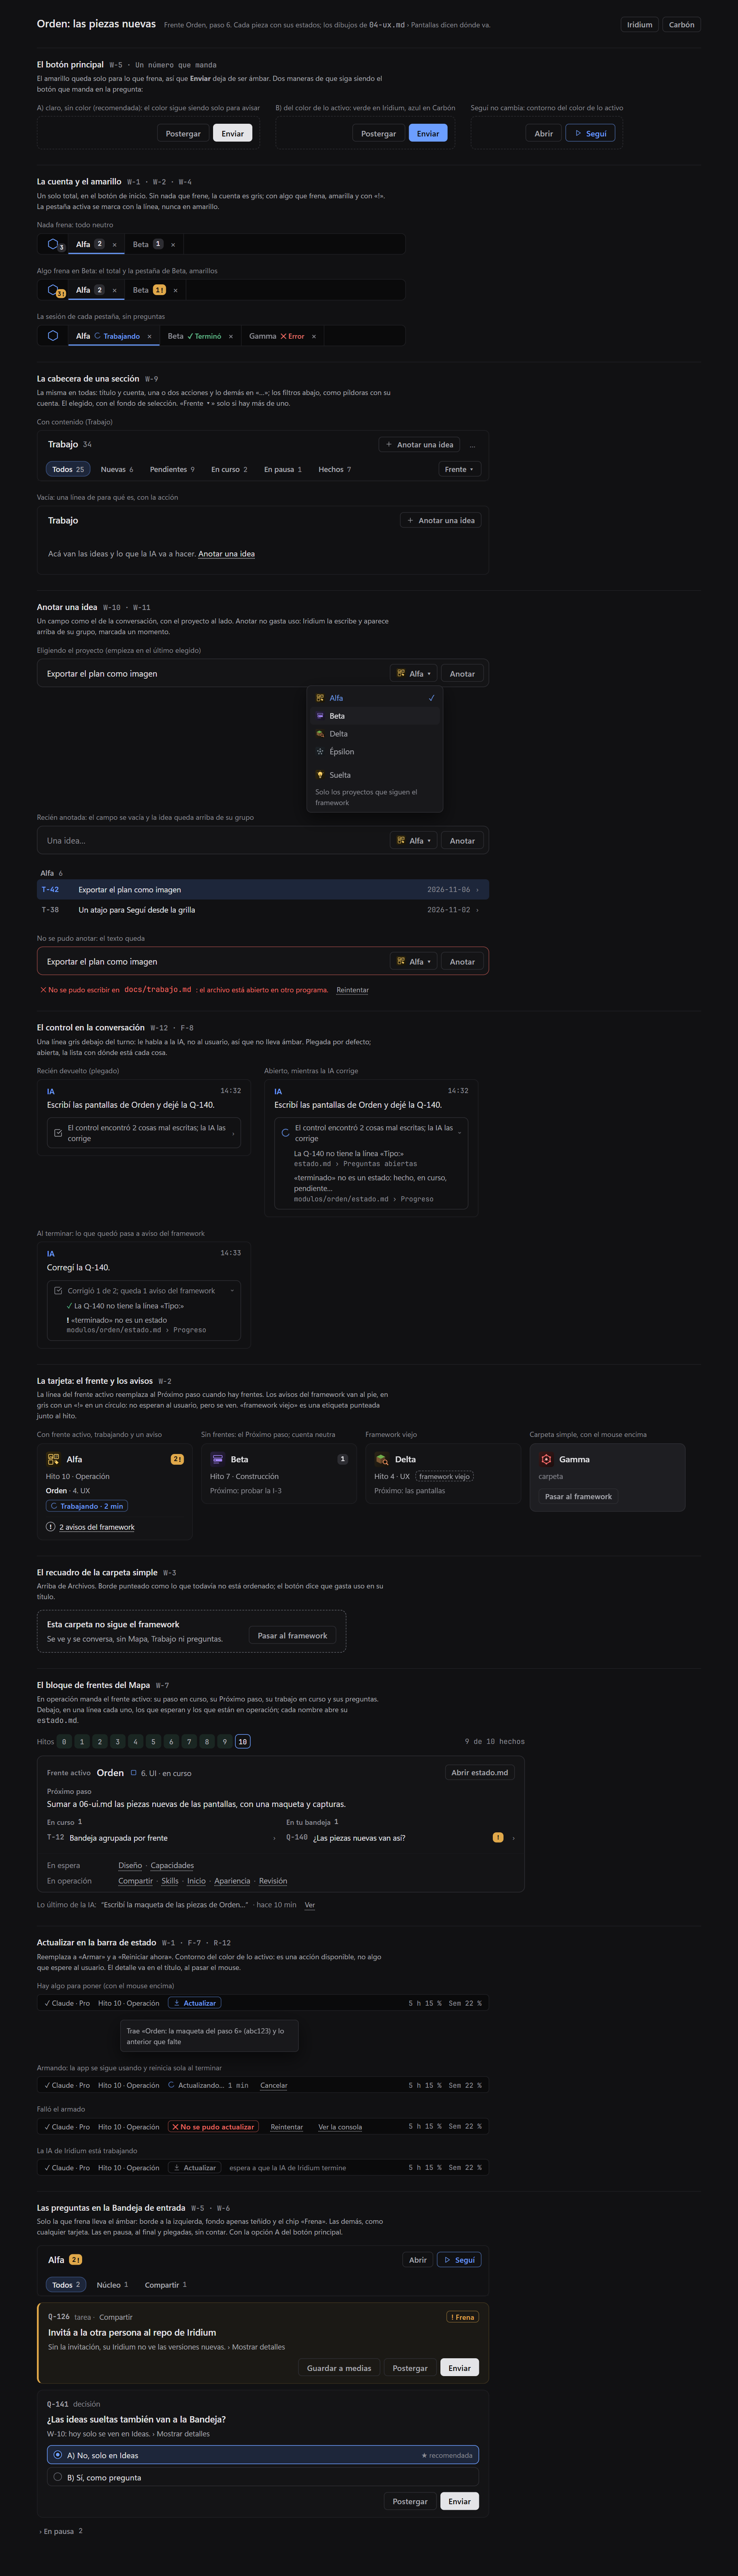 Orden: las piezas nuevas Frente Orden, paso 6. Cada pieza con sus estados; los dibujos de 04-ux.md › Pantallas dicen dónde va. Iridium Carbón
El botón principal W-5 · Un número que manda
El amarillo queda solo para lo que frena, así que Enviar deja de ser ámbar. Dos maneras de que siga siendo el
botón que manda en la pregunta:
A) claro, sin color (recomendada): el color sigue siendo solo para avisar
Postergar Enviar
B) del color de lo activo: verde en Iridium, azul en Carbón
Postergar Enviar
Seguí no cambia: contorno del color de lo activo
Abrir Seguí
La cuenta y el amarillo W-1 · W-2 · W-4
Un solo total, en el botón de inicio. Sin nada que frene, la cuenta es gris; con algo que frena, amarilla y con «!».
La pestaña activa se marca con la línea, nunca en amarillo.
Nada frena: todo neutro
3 Alfa 2 × Beta 1 ×
Algo frena en Beta: el total y la pestaña de Beta, amarillos
3! Alfa 2 × Beta 1! ×
La sesión de cada pestaña, sin preguntas
Alfa Trabajando × Beta ✓ Terminó × Gamma ✕ Error ×
La cabecera de una sección W-9
La misma en todas: título y cuenta, una o dos acciones y lo demás en «…»; los filtros abajo, como píldoras con su
cuenta. El elegido, con el fondo de selección. «Frente ▾» solo si hay más de uno.
Con contenido (Trabajo)
Trabajo 34 + Anotar una idea …
Todos 25 Nuevas 6 Pendientes 9 En curso 2 En pausa 1 Hechos 7 Frente ▾
Vacía: una línea de para qué es, con la acción
Trabajo + Anotar una idea
Acá van las ideas y lo que la IA va a hacer. Anotar una idea
Anotar una idea W-10 · W-11
Un campo como el de la conversación, con el proyecto al lado. Anotar no gasta uso: Iridium la escribe y aparece
arriba de su grupo, marcada un momento.
Eligiendo el proyecto (empieza en el último elegido)
Exportar el plan como imagen Alfa ▾ Anotar
Alfa ✓
Beta
Delta
Épsilon
Suelta
Solo los proyectos que siguen el
framework
Recién anotada: el campo se vacía y la idea queda arriba de su grupo
Una idea… Alfa ▾ Anotar
Alfa 6
T-42 Exportar el plan como imagen 2026-11-06 ›
T-38 Un atajo para Seguí desde la grilla 2026-11-02 ›
No se pudo anotar: el texto queda
Exportar el plan como imagen Alfa ▾ Anotar
✕ No se pudo escribir en docs/trabajo.md : el archivo está abierto en otro programa. Reintentar
El control en la conversación W-12 · F-8
Una línea gris debajo del turno: le habla a la IA, no al usuario, así que no lleva ámbar. Plegada por defecto;
abierta, la lista con dónde está cada cosa.
Recién devuelto (plegado)
IA 14:32
Escribí las pantallas de Orden y dejé la Q-140.
El control encontró 2 cosas mal escritas; la IA las
corrige ›
Abierto, mientras la IA corrige
IA 14:32
Escribí las pantallas de Orden y dejé la Q-140.
El control encontró 2 cosas mal escritas; la IA las
corrige
La Q-140 no tiene la línea «Tipo:»
estado.md › Preguntas abiertas
«terminado» no es un estado: hecho, en curso,
pendiente…
modulos/orden/estado.md › Progreso
Al terminar: lo que quedó pasa a aviso del framework
IA 14:33
Corregí la Q-140.
Corrigió 1 de 2; queda 1 aviso del framework
✓ La Q-140 no tiene la línea «Tipo:»
! «terminado» no es un estado
modulos/orden/estado.md › Progreso
La tarjeta: el frente y los avisos W-2
La línea del frente activo reemplaza al Próximo paso cuando hay frentes. Los avisos del framework van al pie, en
gris con un «!» en un círculo: no esperan al usuario, pero se ven. «framework viejo» es una etiqueta punteada
junto al hito.
Con frente activo, trabajando y un aviso
Alfa 2!
Hito 10 · Operación
Orden · 4. UX
Trabajando · 2 min
! 2 avisos del framework
Sin frentes: el Próximo paso; cuenta neutra
Beta 1
Hito 7 · Construcción
Próximo: probar la I-3
Framework viejo
Delta
Hito 4 · UX framework viejo
Próximo: las pantallas
Carpeta simple, con el mouse encima
Gamma
carpeta
Pasar al framework
El recuadro de la carpeta simple W-3
Arriba de Archivos. Borde punteado como lo que todavía no está ordenado; el botón dice que gasta uso en su
título.
Esta carpeta no sigue el framework
Se ve y se conversa, sin Mapa, Trabajo ni preguntas. Pasar al framework
El bloque de frentes del Mapa W-7
En operación manda el frente activo: su paso en curso, su Próximo paso, su trabajo en curso y sus preguntas.
Debajo, en una línea cada uno, los que esperan y los que están en operación; cada nombre abre su
estado.md.
Hitos 0 1 2 3 4 5 6 7 8 9 10 9 de 10 hechos
Frente activo Orden 6. UI · en curso Abrir estado.md
Próximo paso
Sumar a 06-ui.md las piezas nuevas de las pantallas, con una maqueta y capturas.
En curso 1
T-12 Bandeja agrupada por frente ›
En tu bandeja 1
Q-140 ¿Las piezas nuevas van así? ! ›
En espera Diseño · Capacidades
En operación Compartir · Skills · Inicio · Apariencia · Revisión
Lo último de la IA: "Escribí la maqueta de las piezas de Orden…" · hace 10 min Ver
Actualizar en la barra de estado W-1 · F-7 · R-12
Reemplaza a «Armar» y a «Reiniciar ahora». Contorno del color de lo activo: es una acción disponible, no algo
que espere al usuario. El detalle va en el título, al pasar el mouse.
Hay algo para poner (con el mouse encima)
✓ Claude · Pro Hito 10 · Operación Actualizar 5 h 15 % Sem 22 %
Trae «Orden: la maqueta del paso 6» (abc123) y lo
anterior que falte
Armando: la app se sigue usando y reinicia sola al terminar
✓ Claude · Pro Hito 10 · Operación Actualizando… 1 min Cancelar 5 h 15 % Sem 22 %
Falló el armado
✓ Claude · Pro Hito 10 · Operación ✕ No se pudo actualizar Reintentar Ver la consola 5 h 15 % Sem 22 %
La IA de Iridium está trabajando
✓ Claude · Pro Hito 10 · Operación Actualizar espera a que la IA de Iridium termine 5 h 15 % Sem 22 %
Las preguntas en la Bandeja de entrada W-5 · W-6
Solo la que frena lleva el ámbar: borde a la izquierda, fondo apenas teñido y el chip «Frena». Las demás, como
cualquier tarjeta. Las en pausa, al final y plegadas, sin contar. Con la opción A del botón principal.
Alfa 2! Abrir Seguí
Todos 2 Núcleo 1 Compartir 1
Q-126 tarea · Compartir ! Frena
Invitá a la otra persona al repo de Iridium
Sin la invitación, su Iridium no ve las versiones nuevas. › Mostrar detalles
Guardar a medias Postergar Enviar
Q-141 decisión
¿Las ideas sueltas también van a la Bandeja?
W-10: hoy solo se ven en Ideas. › Mostrar detalles
A) No, solo en Ideas ★ recomendada
B) Sí, como pregunta
Postergar Enviar
› En pausa 2